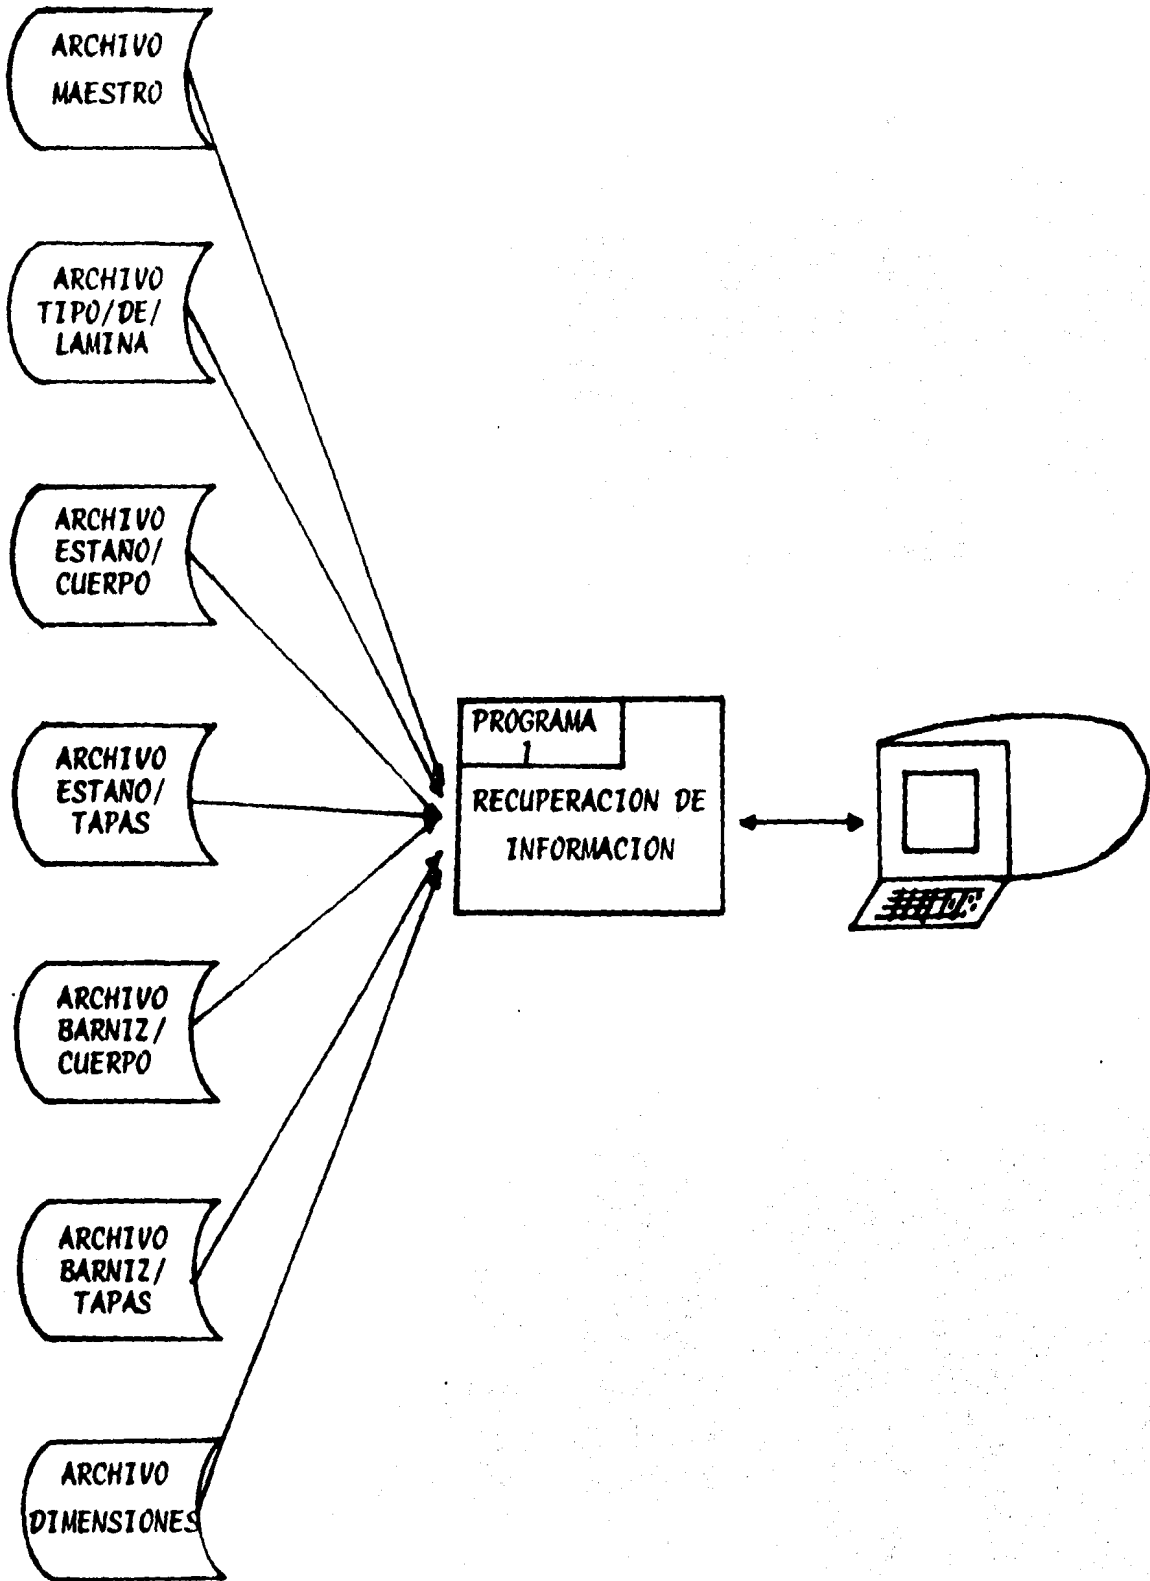 ARCHIVO
MAESTRO
ARCHIVO
TIPO/DE/
LAMINA
ARCHIVO
ESTAÑO/
CUERPO
ARCHIVO
ESTAÑO/
TAPAS
ARCHIVO
BARNIZ/
CUERPO
ARCHIVO
BARNIZ/
TAPAS
ARCHIVO
DIMENSIONES
PROGRAMA
1
RECUPERACION DE
INFORMACION